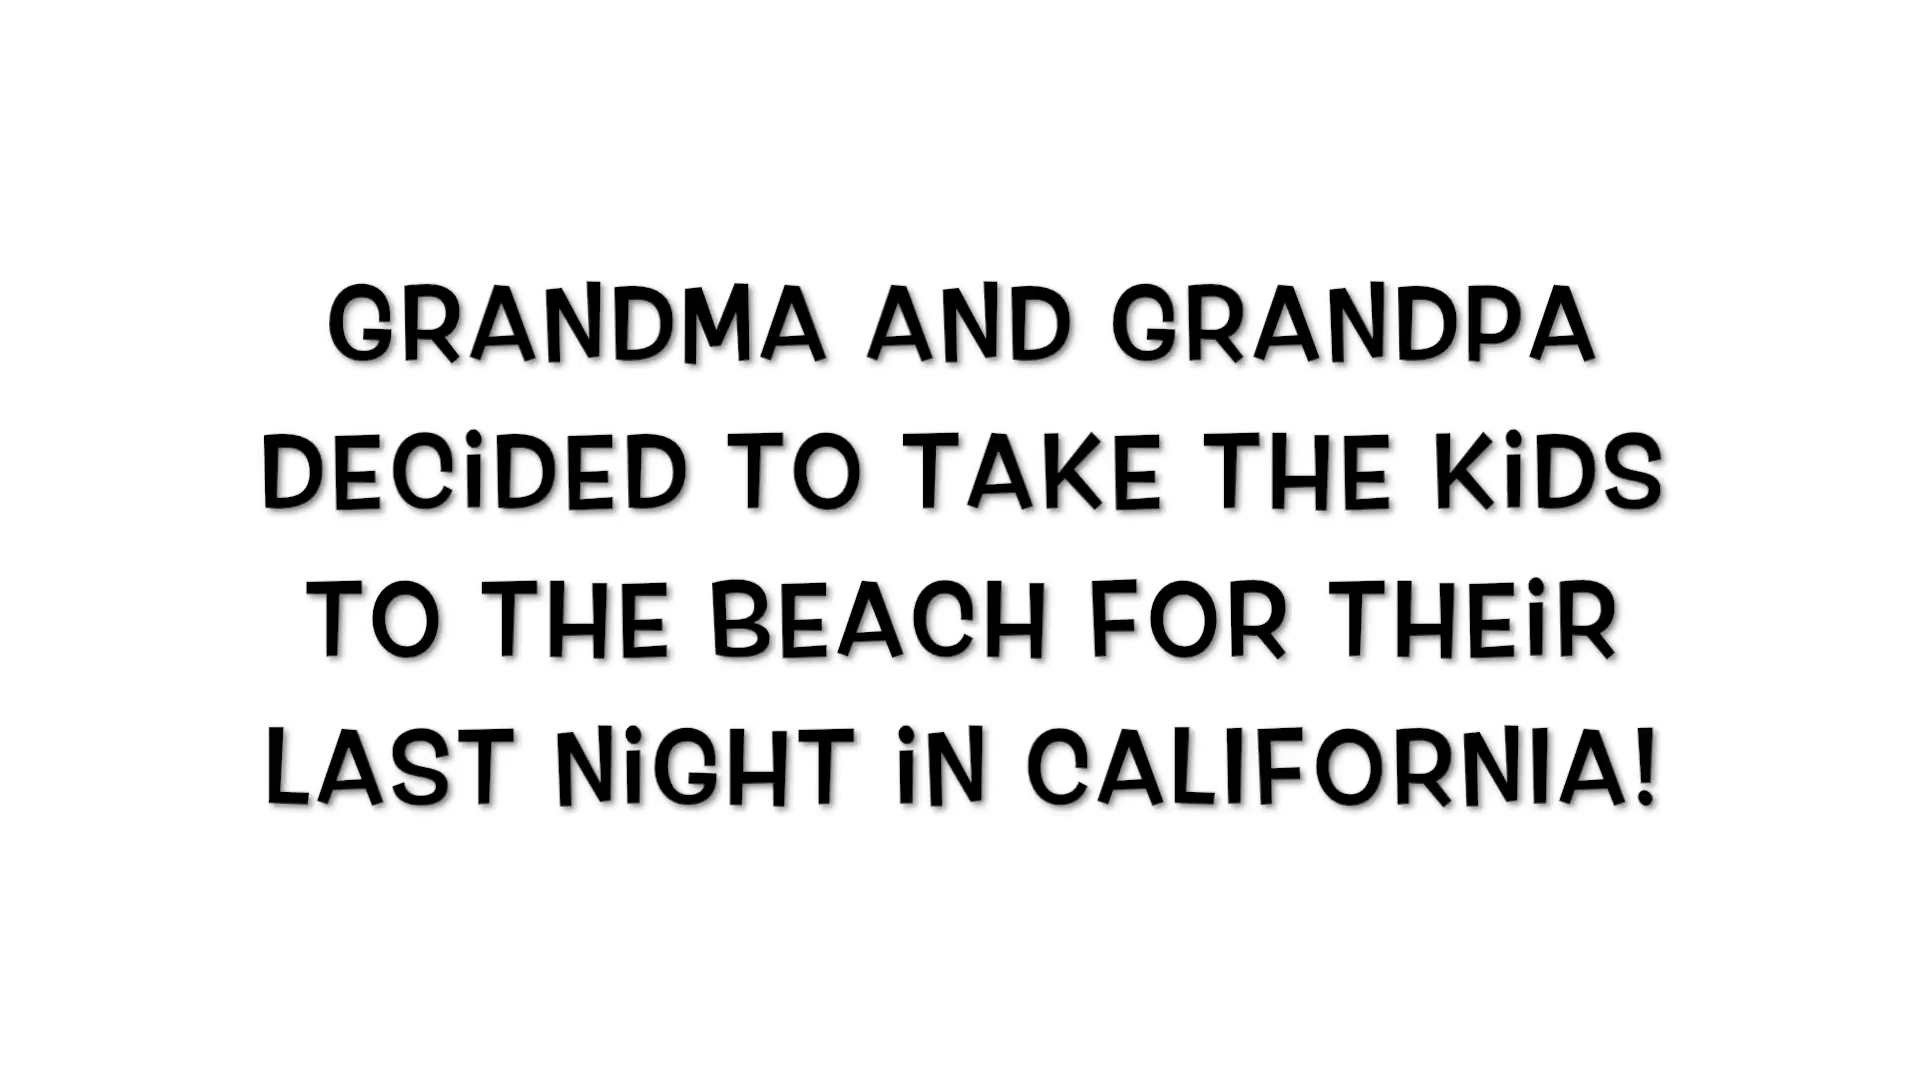 GRANDMA AND GRANDPA
DECiDED TO TAKE THE KiDS
TO THE BEACH FOR THEiR
LAST NiGHT iN CALIFORNIA!